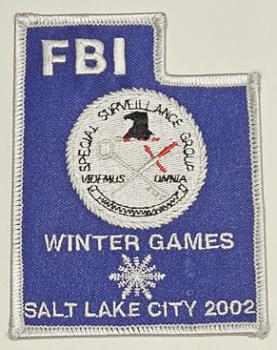 FBI
SPECIAL SURVEILLANCE GROUP
VIDEMUS OMNIA
WINTER GAMES
SALT LAKE CITY 2002